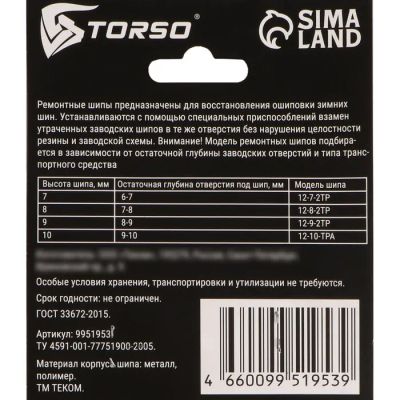 TORSO
SIMA
LAND
Ремонтные шипы предназначены для восстановления ошиповки зимних
шин. Устанавливаются с помощью специальных приспособлений взамен
утраченных заводских шипов в те же отверстия без нарушения целостности
резины и заводской схемы. Внимание! Модель ремонтных шипов подбира-
ется в зависимости от остаточной глубины заводских отверстий и типа транс-
портного средства
Высота шипа, мм Остаточная глубина отверстия под шип, мм Модель шипа
7 6-7 12-7-2TP
8 7-8 12-8-2TP
9 8-9 12-9-2TP
10 9-10 12-10-TPA
Особые условия хранения, транспортировки и утилизации не требуются.
Срок годности: не ограничен.
ГОСТ 33672-2015.
Артикул: 9951953
ТУ 4591-001-77751900-2005.
Материал корпуса шипа: металл,
полимер.
ТМ ТЕКОМ.
4 660099 519539